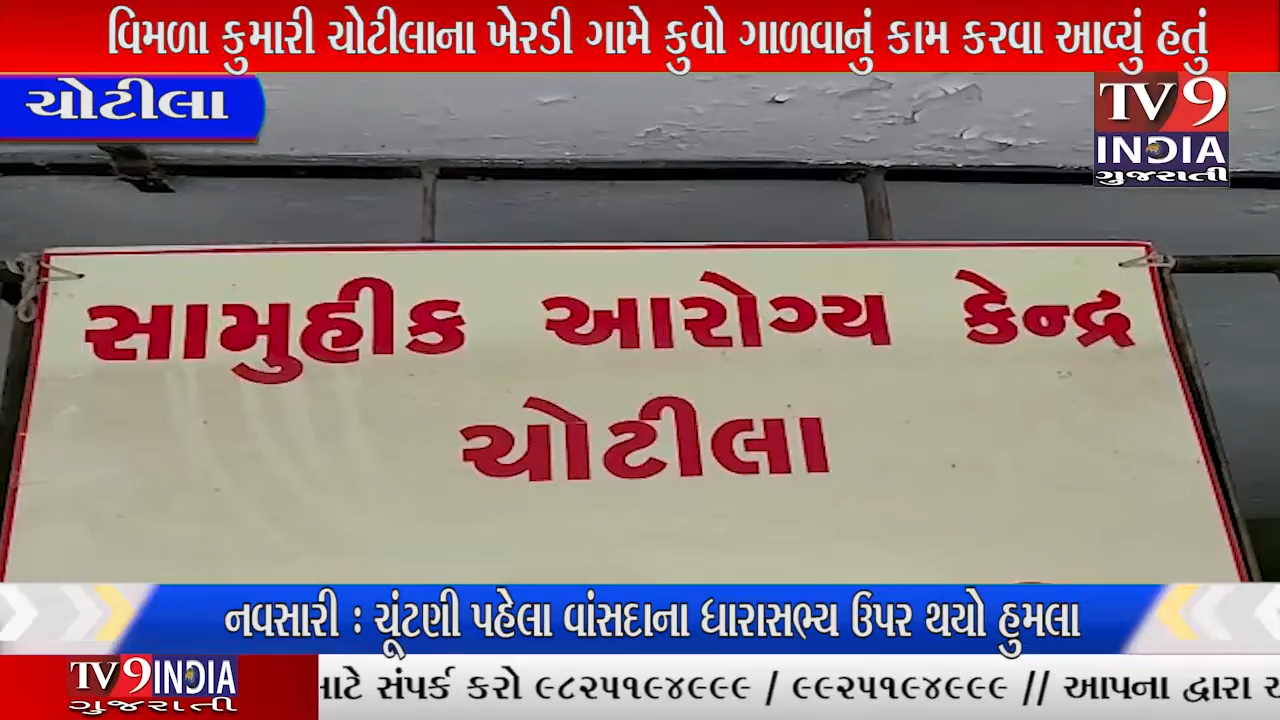 વિમળા કુમારી ચોટીલાના ખેરડી ગામે કુવો ગાળવાનું કામ કરવા આવ્યું હતું
ચોટીલા
TV9
INDIA
ગુજરાતી
સામુહીક આરોગ્ય કેન્દ્ર
ચોટીલા
નવસારી : ચૂંટણી પહેલા વાંસદાના ધારાસભ્ય ઉપર થયો હુમલા
TV9INDIA
ગુજરાતી
સંપર્ક કરો ૯૮૨૫૧૯૪૯૯૯ / ૯૯૨૫૧૯૪૯૯૯ // આપના દ્વારા